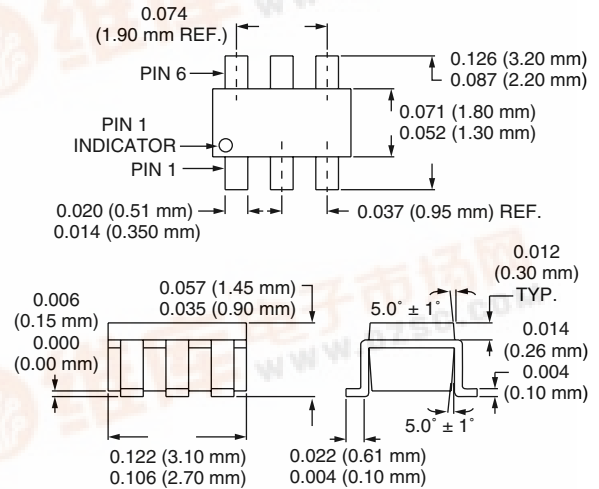 0.074
(1.90 mm REF.)
PIN 6
0.126 (3.20 mm)
0.087 (2.20 mm)
0.071 (1.80 mm)
0.052 (1.30 mm)
PIN 1
INDICATOR
PIN 1
0.020 (0.51 mm)
0.014 (0.350 mm)
0.037 (0.95 mm) REF.
0.006
(0.15 mm)
0.000
(0.00 mm)
0.057 (1.45 mm)
0.035 (0.90 mm)
5.0° ± 1°
0.012
(0.30 mm)
TYP.
0.014
(0.26 mm)
0.004
(0.10 mm)
5.0° ± 1°
0.122 (3.10 mm)
0.106 (2.70 mm)
0.022 (0.61 mm)
0.004 (0.10 mm)